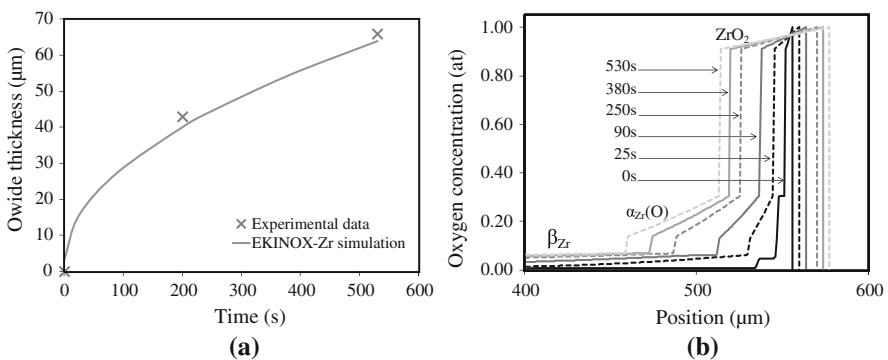 (a)
70
60
50
40
30
20
10
0
0 100 200 300 400 500 600
Owide thickness (μm)
Time (s)
Experimental data
EKINOX-Zr simulation
(b)
1.00
0.80
0.60
0.40
0.20
0.00
400 500 600
Oxygen concentration (at)
Position (μm)
ZrO₂
530s
380s
250s
90s
25s
0s
α_Zr(O)
β_Zr
(a)
(b)